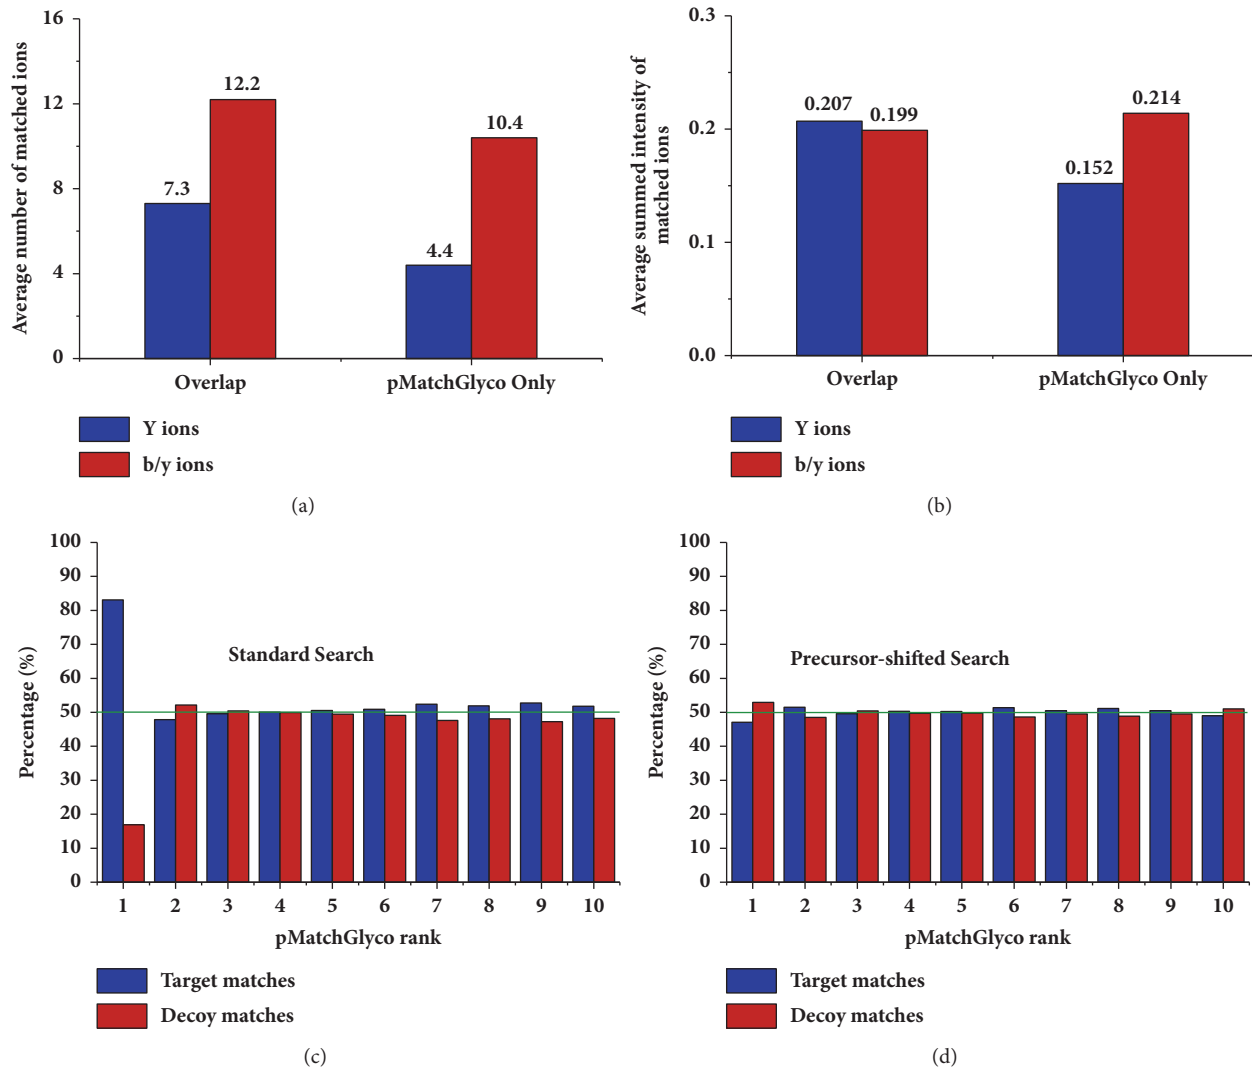 Average number of matched ions
16
12
8
4
0
7.3
12.2
4.4
10.4
Overlap
pMatchGlyco Only
Y ions
b/y ions
(a)
Average summed intensity of
matched ions
0.3
0.2
0.1
0.0
0.207
0.199
0.152
0.214
Overlap
pMatchGlyco Only
Y ions
b/y ions
(b)
Percentage (%)
100
90
80
70
60
50
40
30
20
10
0
Standard Search
1 2 3 4 5 6 7 8 9 10
pMatchGlyco rank
Target matches
Decoy matches
(c)
Percentage (%)
100
90
80
70
60
50
40
30
20
10
0
Precursor-shifted Search
1 2 3 4 5 6 7 8 9 10
pMatchGlyco rank
Target matches
Decoy matches
(d)